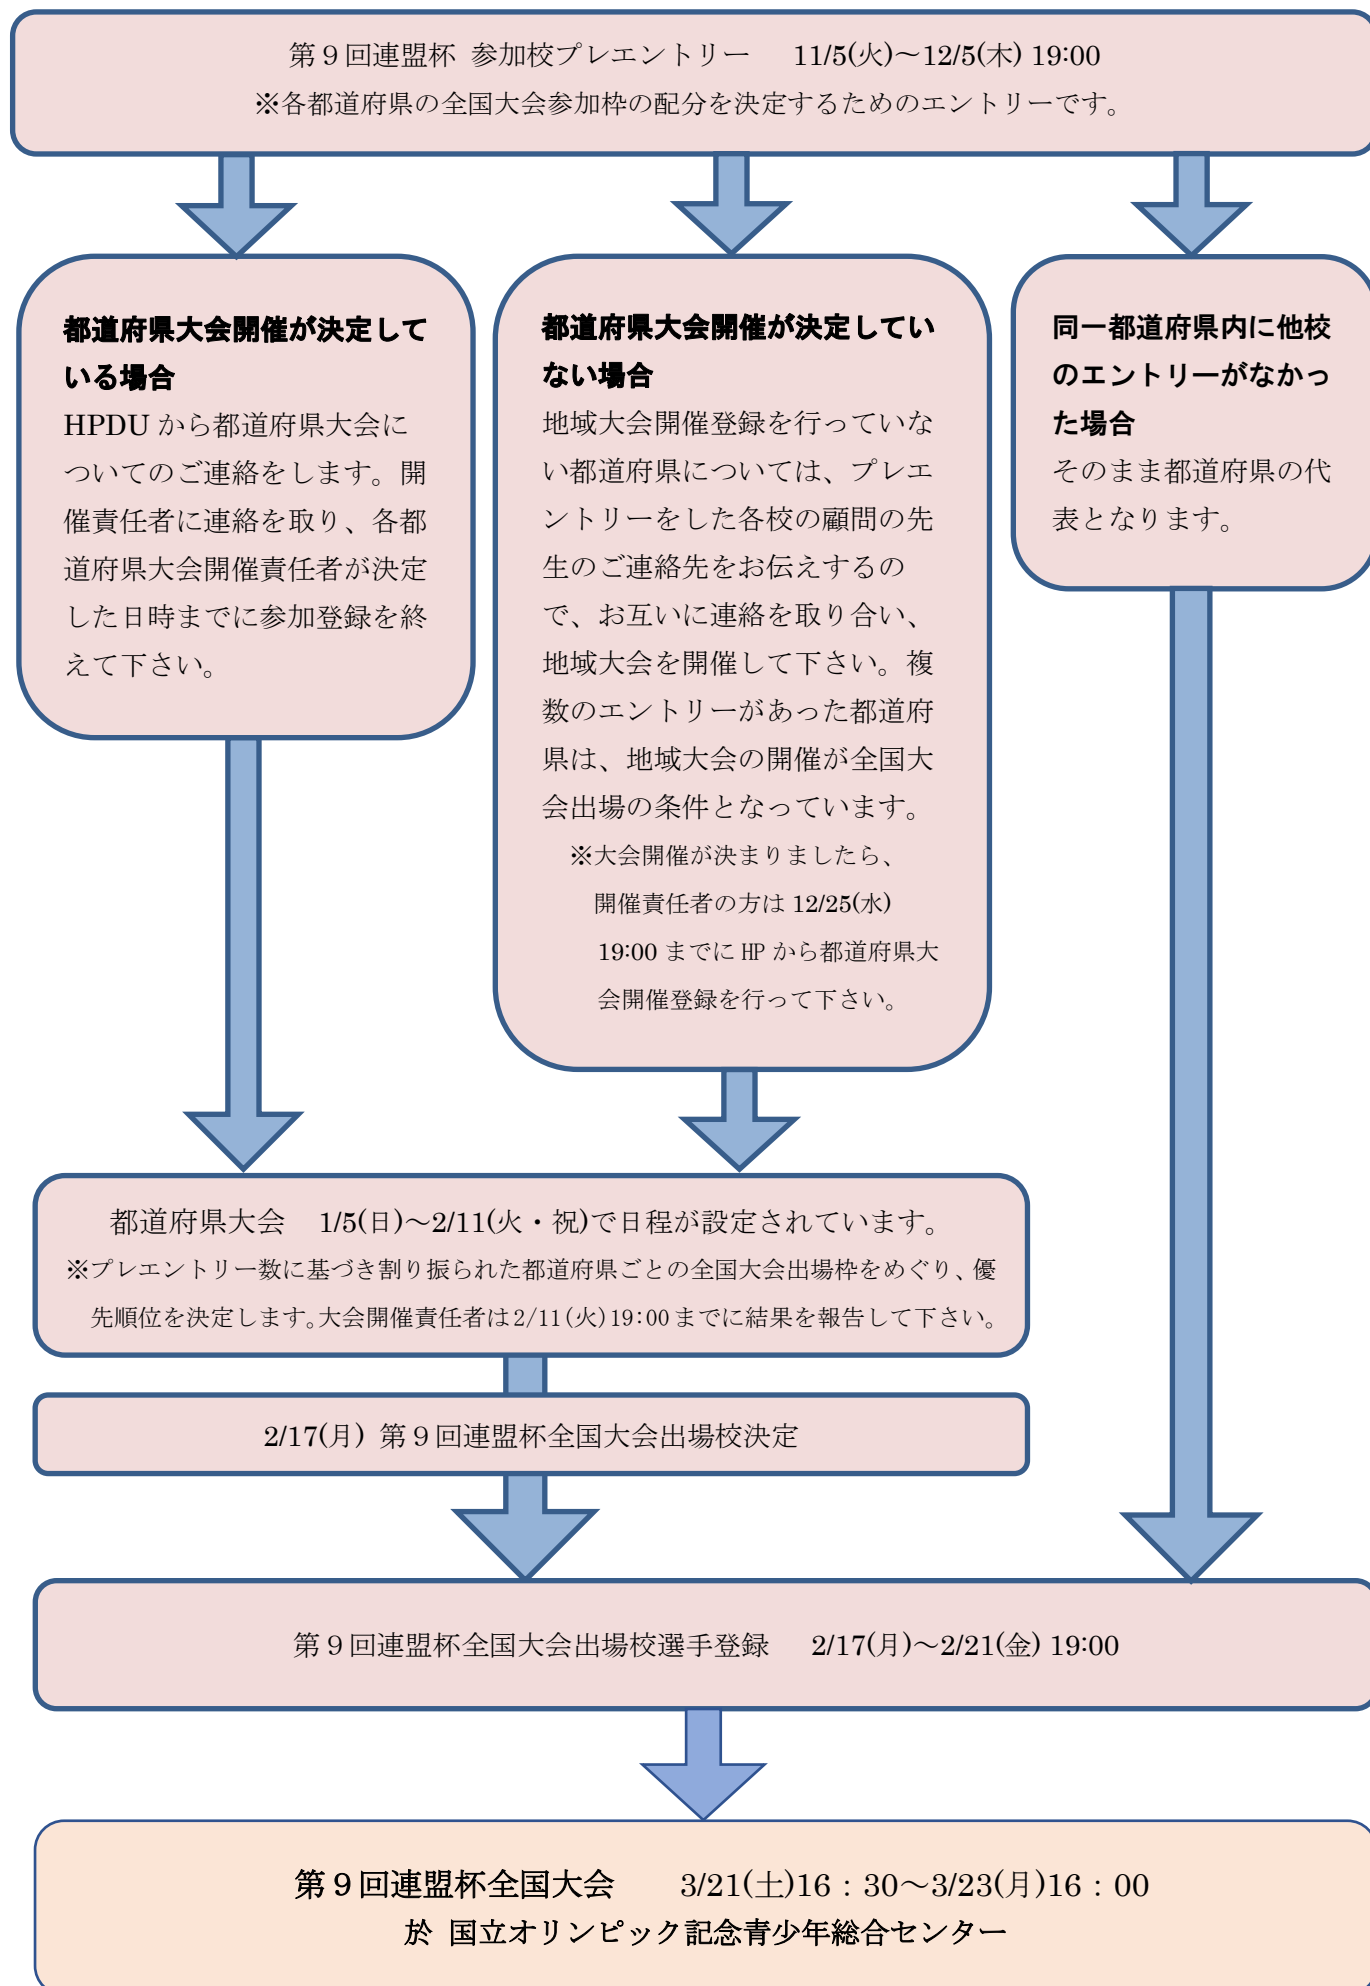 第９回連盟杯 参加校プレエントリー　11/5(火)～12/5(木) 19:00
※各都道府県の全国大会参加枠の配分を決定するためのエントリーです。
都道府県大会開催が決定して
いる場合
HPDU から都道府県大会に
ついてのご連絡をします。開
催責任者に連絡を取り、各都
道府県大会開催責任者が決定
した日時までに参加登録を終
えて下さい。
都道府県大会開催が決定してい
ない場合
地域大会開催登録を行っていな
い都道府県については、プレエ
ントリーをした各校の顧問の先
生のご連絡先をお伝えするの
で、お互いに連絡を取り合い、
地域大会を開催して下さい。複
数のエントリーがあった都道府
県は、地域大会の開催が全国大
会出場の条件となっています。
※大会開催が決まりましたら、
開催責任者の方は 12/25(水)
19:00 までに HP から都道府県大
会開催登録を行って下さい。
同一都道府県内に他校
のエントリーがなかっ
た場合
そのまま都道府県の代
表となります。
都道府県大会　1/5(日)～2/11(火・祝)で日程が設定されています。
※プレエントリー数に基づき割り振られた都道府県ごとの全国大会出場枠をめぐり、優
先順位を決定します。大会開催責任者は 2/11(火)19:00 までに結果を報告して下さい。
2/17(月) 第９回連盟杯全国大会出場校決定
第９回連盟杯全国大会出場校選手登録　2/17(月)～2/21(金) 19:00
第９回連盟杯全国大会　3/21(土)16：30～3/23(月)16：00
於 国立オリンピック記念青少年総合センター